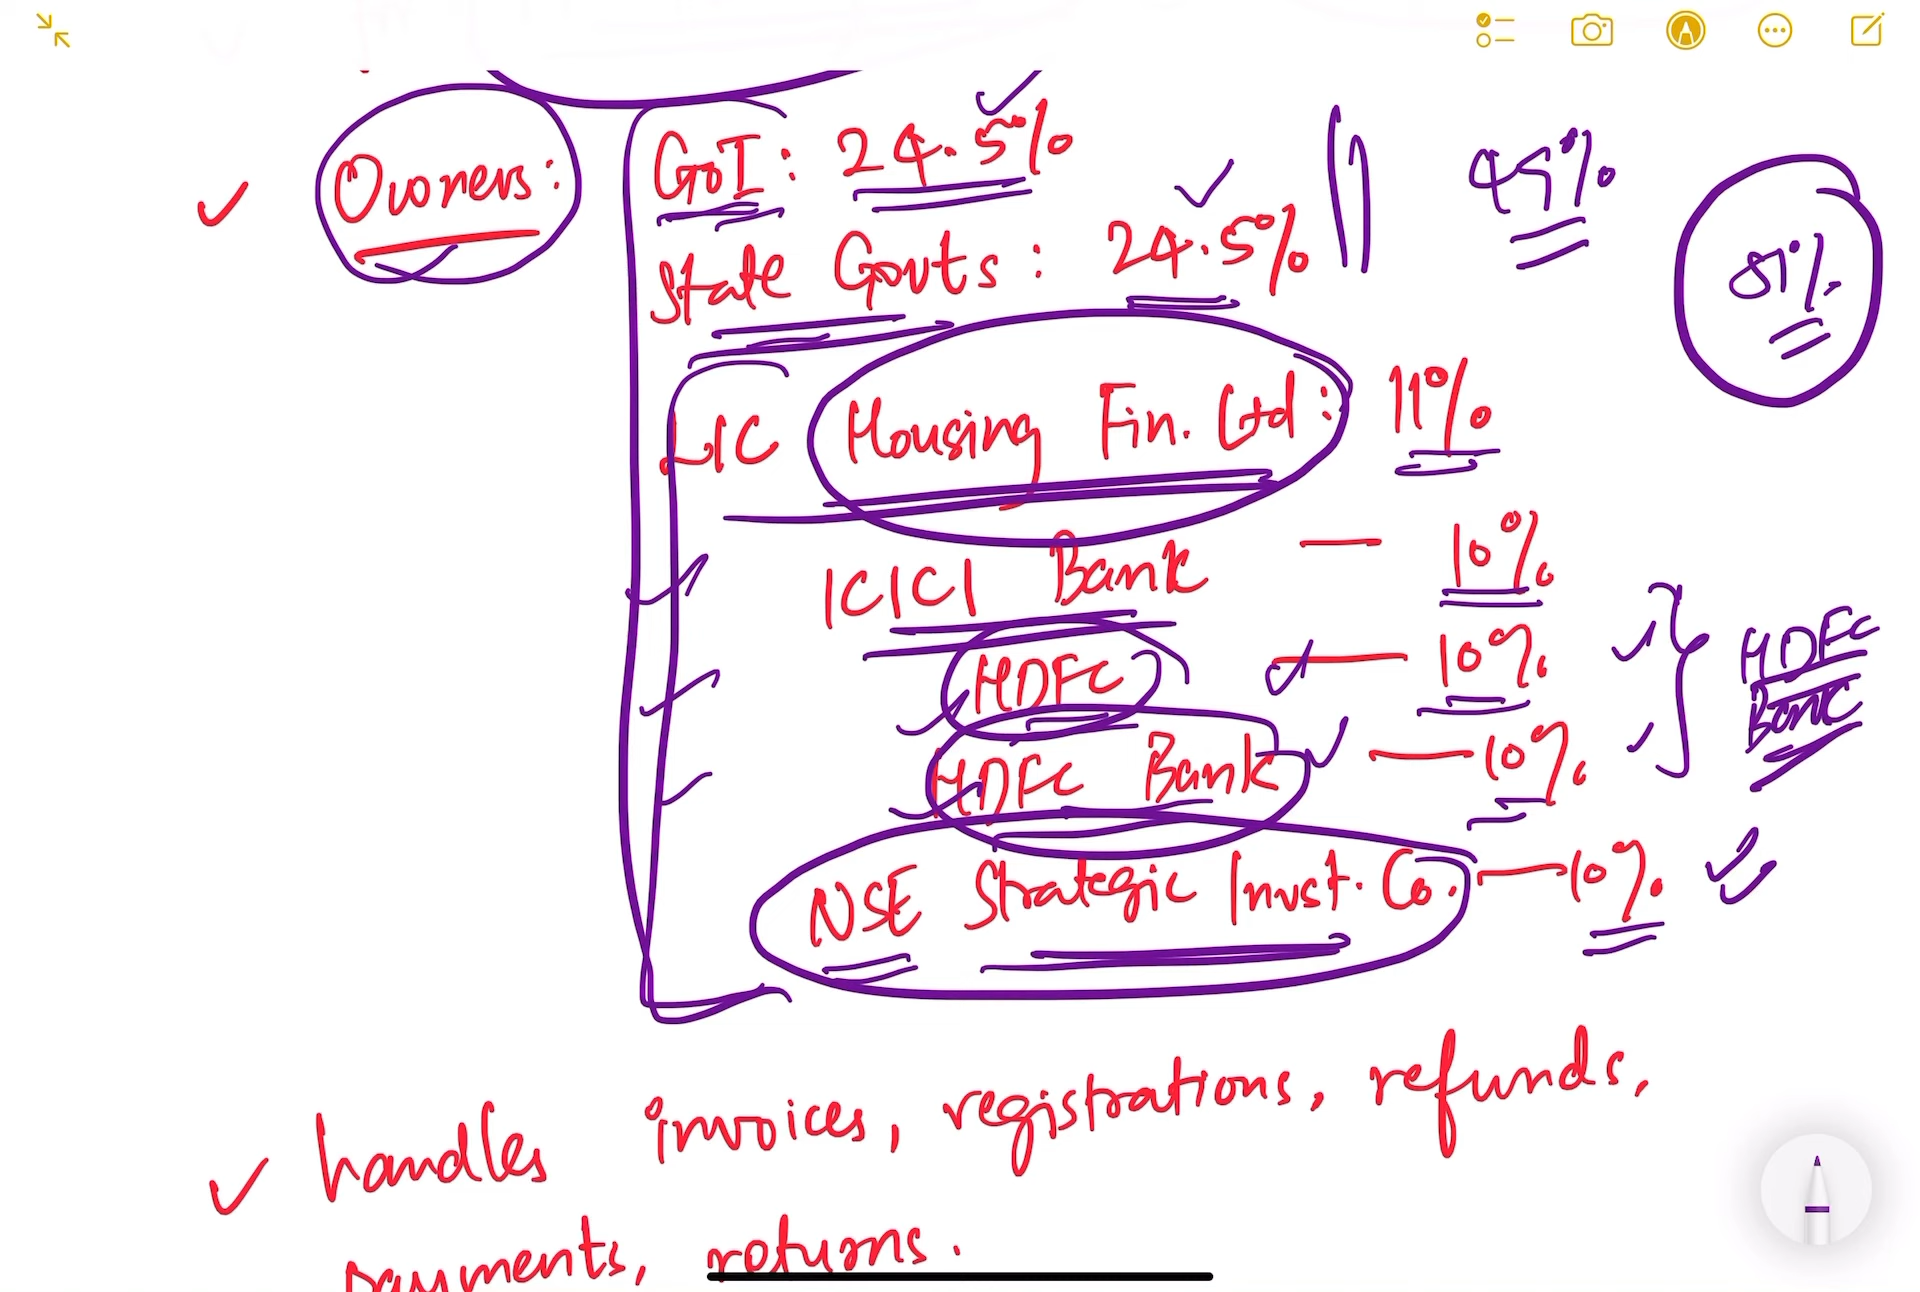 Owners:
GoI: 24.5%
State Govts: 24.5%
49%
51%
LIC Housing Fin. Ltd: 11%
ICICI Bank — 10%
HDFC — 10%
HDFC Bank — 10%
HDFC
Bank
NSE Strategic Invst. Co. — 10%
handles invoices, registrations, refunds,
payments, returns.